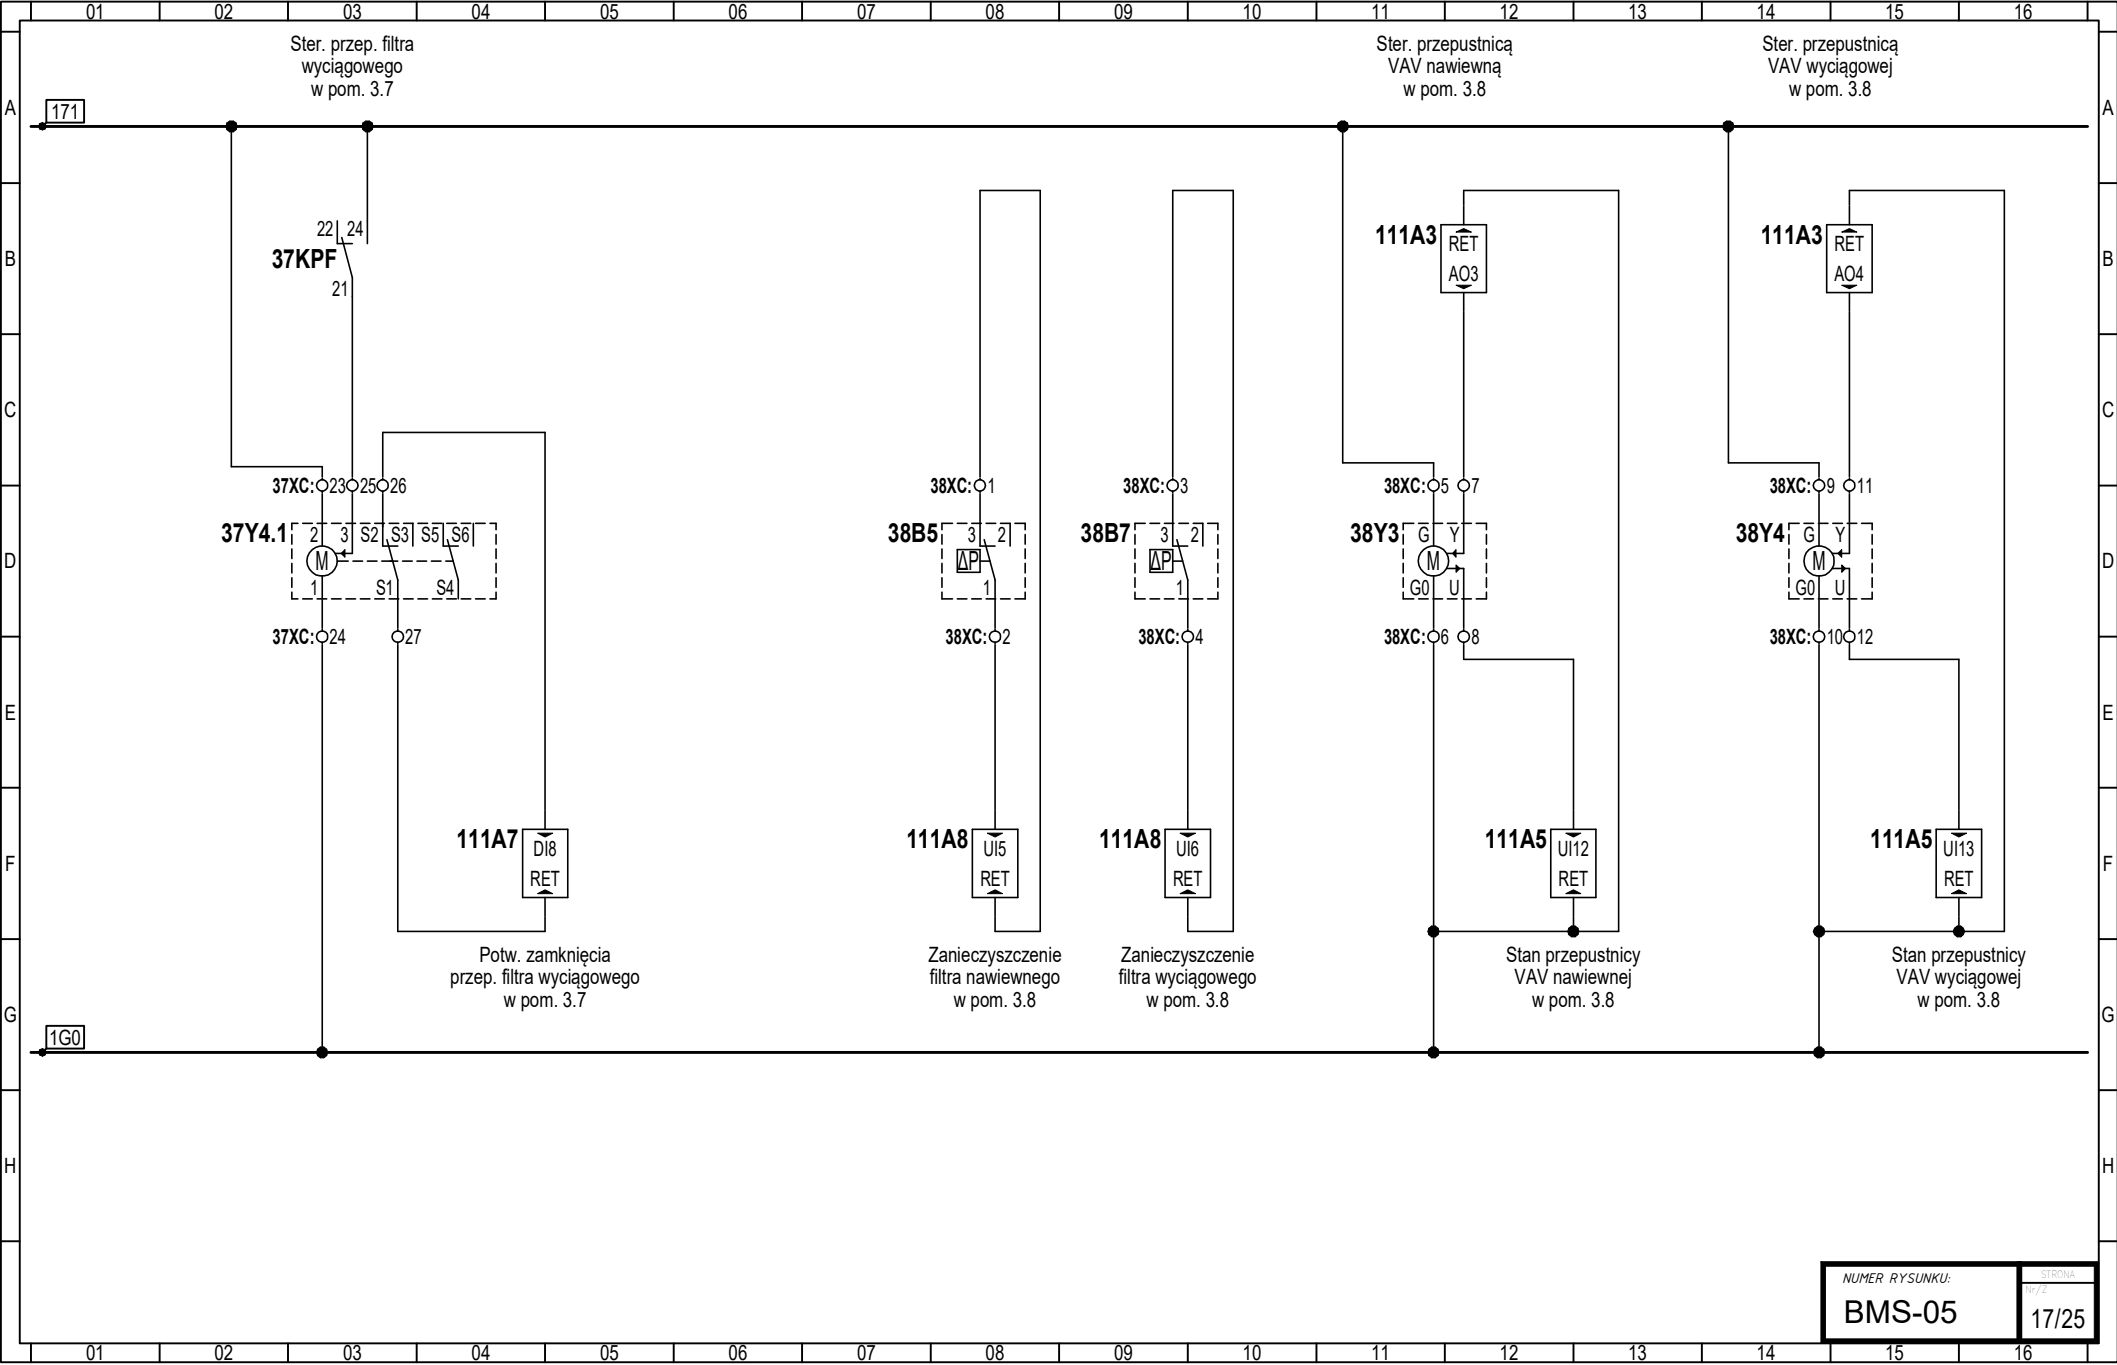 01 02 03 04 05 06 07 08 09 10 11 12 13 14 15 16
Ster. przep. filtra
wyciągowego
w pom. 3.7
Ster. przepustnicą
VAV nawiewną
w pom. 3.8
Ster. przepustnicą
VAV wyciągowej
w pom. 3.8
A A
171
22 24
37KPF
21
111A3
RET
AO3
111A3
RET
AO4
B B
C C
37XC: 23 25 26
38XC: 1
38XC: 3
38XC: 5 7
38XC: 9 11
37Y4.1
2 3 S2 S3 S5 S6
M
1 S1 S4
38B5
3 2
ΔP
1
38B7
3 2
ΔP
1
38Y3
G Y
M
G0 U
38Y4
G Y
M
G0 U
D D
37XC: 24 27
38XC: 2
38XC: 4
38XC: 6 8
38XC: 10 12
E E
111A7
DI8
RET
111A8
UI5
RET
111A8
UI6
RET
111A5
UI12
RET
111A5
UI13
RET
F F
Potw. zamknięcia
przep. filtra wyciągowego
w pom. 3.7
Zanieczyszczenie
filtra nawiewnego
w pom. 3.8
Zanieczyszczenie
filtra wyciągowego
w pom. 3.8
Stan przepustnicy
VAV nawiewnej
w pom. 3.8
Stan przepustnicy
VAV wyciągowej
w pom. 3.8
G G
1G0
H H
NUMER RYSUNKU:
BMS-05
STRONA
Nr/Z
17/25
01 02 03 04 05 06 07 08 09 10 11 12 13 14 15 16